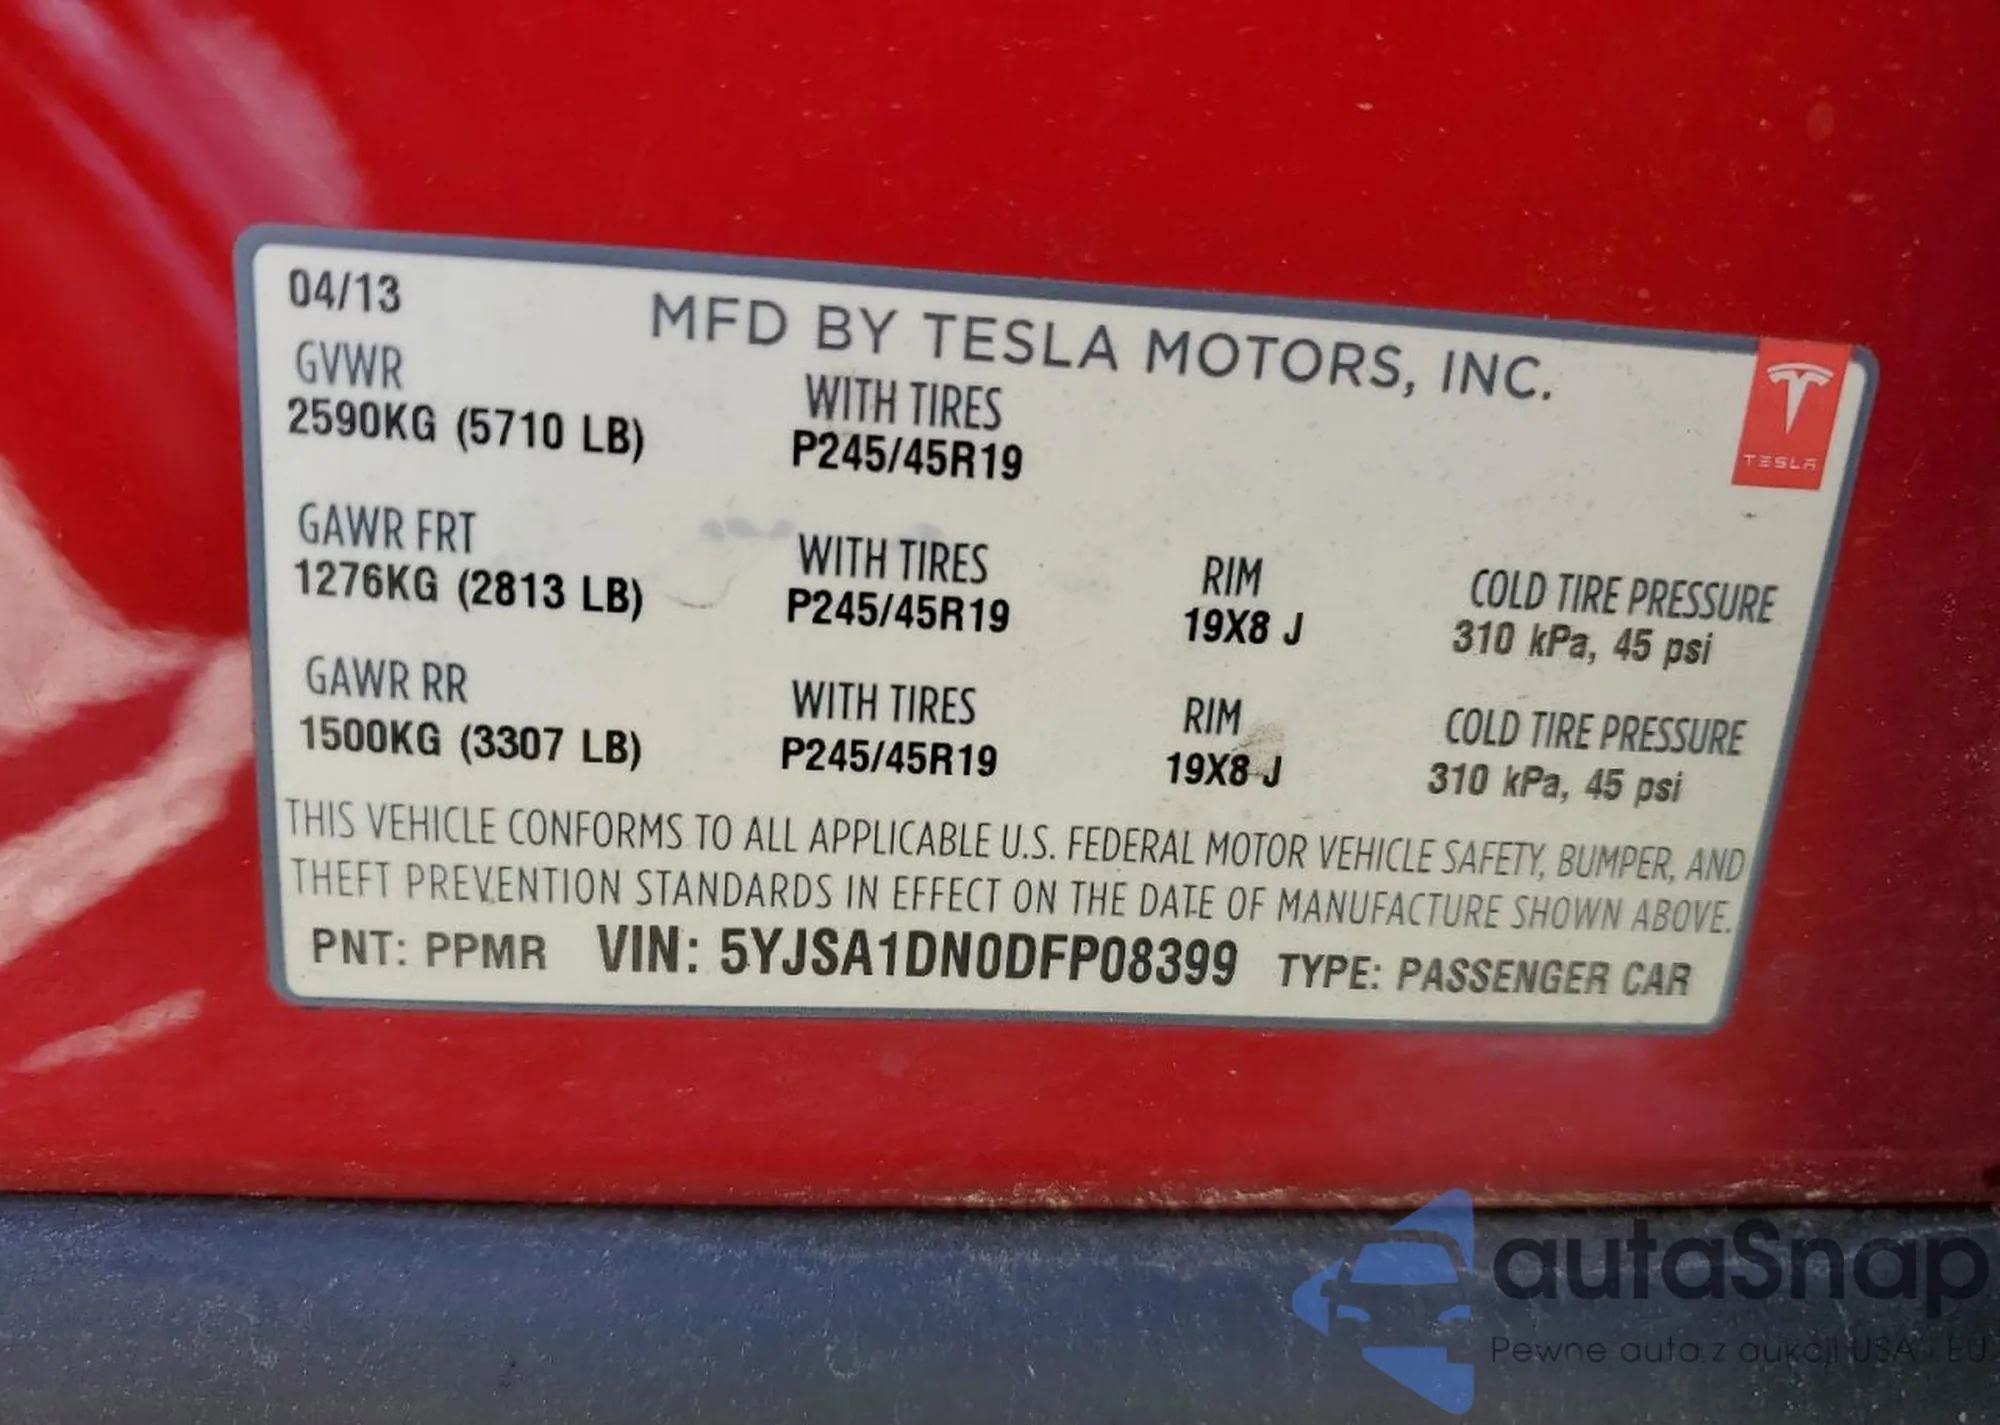 04/13
MFD BY TESLA MOTORS, INC.
TESLA
GVWR WITH TIRES
2590KG (5710 LB) P245/45R19
GAWR FRT WITH TIRES RIM COLD TIRE PRESSURE
1276KG (2813 LB) P245/45R19 19X8 J 310 kPa, 45 psi
GAWR RR WITH TIRES RIM COLD TIRE PRESSURE
1500KG (3307 LB) P245/45R19 19X8 J 310 kPa, 45 psi
THIS VEHICLE CONFORMS TO ALL APPLICABLE U.S. FEDERAL MOTOR VEHICLE SAFETY, BUMPER, AND
THEFT PREVENTION STANDARDS IN EFFECT ON THE DATE OF MANUFACTURE SHOWN ABOVE.
PNT: PPMR VIN: 5YJSA1DN0DFP08399 TYPE: PASSENGER CAR
autaSnap
Pewne auta z aukcji USA i EU